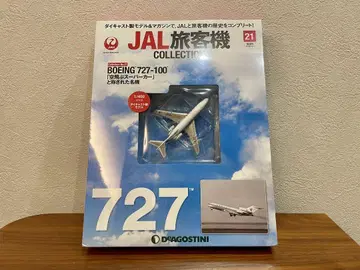 ダイキャスト製モデル&マガジンで、JALと旅客機の歴史をコンプリート!
JAL旅客機
COLLECTION
21
BOEING 727-100
「空飛ぶスーパーカー」
と称された名機
727
DEAGOSTINI